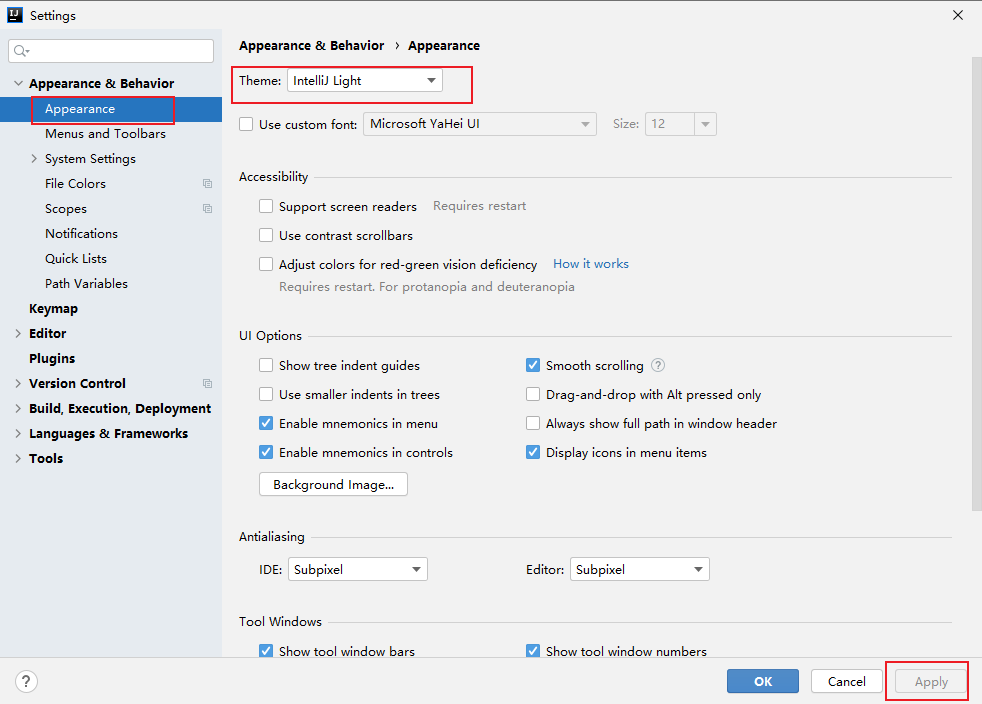 Settings
Appearance & Behavior
Appearance
Menus and Toolbars
System Settings
File Colors
Scopes
Notifications
Quick Lists
Path Variables
Keymap
Editor
Plugins
Version Control
Build, Execution, Deployment
Languages & Frameworks
Tools
Appearance & Behavior › Appearance
Theme: IntelliJ Light
Use custom font: Microsoft YaHei UI Size: 12
Accessibility
Support screen readers Requires restart
Use contrast scrollbars
Adjust colors for red-green vision deficiency How it works
Requires restart. For protanopia and deuteranopia
UI Options
Show tree indent guides Smooth scrolling ?
Use smaller indents in trees Drag-and-drop with Alt pressed only
Enable mnemonics in menu Always show full path in window header
Enable mnemonics in controls Display icons in menu items
Background Image...
Antialiasing
IDE: Subpixel Editor: Subpixel
Tool Windows
Show tool window bars Show tool window numbers
? OK Cancel Apply